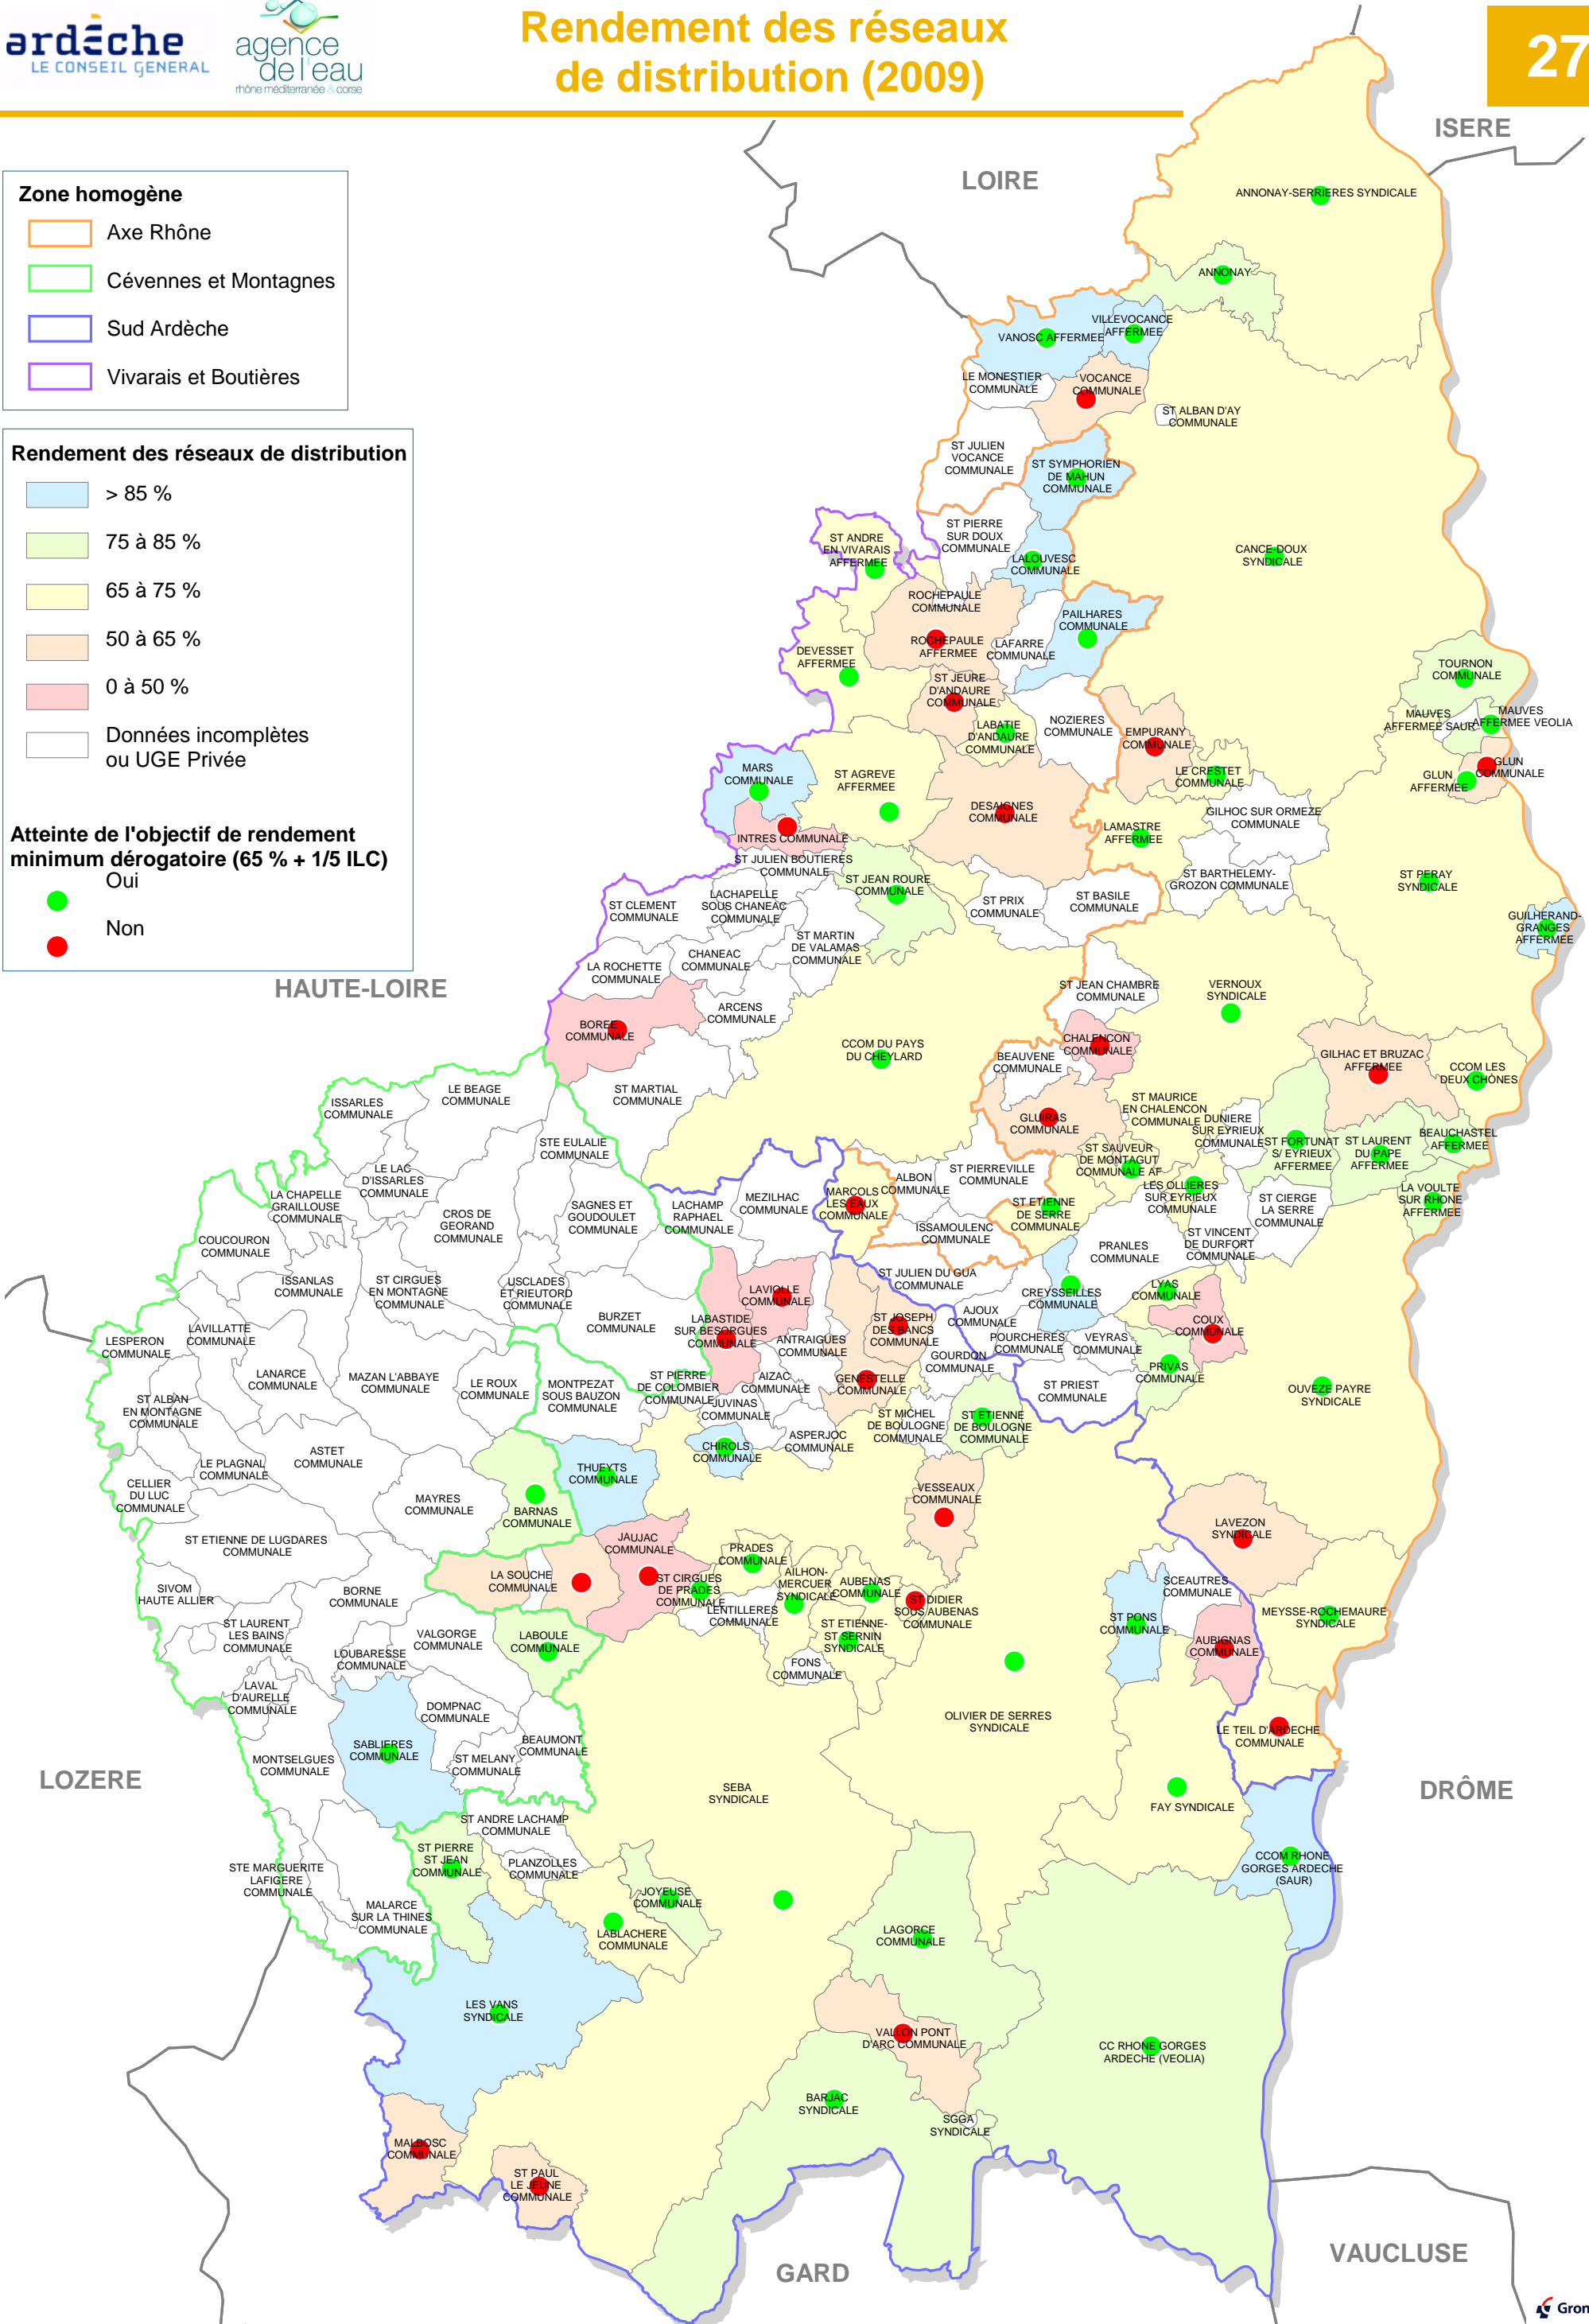 ardèche
LE CONSEIL GENERAL
agence
de l'eau
rhône méditerranée & corse
Rendement des réseaux
de distribution (2009)
27
Zone homogène
Axe Rhône
Cévennes et Montagnes
Sud Ardèche
Vivarais et Boutières
Rendement des réseaux de distribution
> 85 %
75 à 85 %
65 à 75 %
50 à 65 %
0 à 50 %
Données incomplètes
ou UGE Privée
Atteinte de l'objectif de rendement
minimum dérogatoire (65 % + 1/5 ILC)
Oui
Non
ISERE
LOIRE
HAUTE-LOIRE
LOZERE
DRÔME
GARD
VAUCLUSE
ANNONAY-SERRIERES SYNDICALE
ANNONAY
VILLEVOCANCE
AFFERMEE
VANOSC AFFERMEE
LE MONESTIER
COMMUNALE
VOCANCE
COMMUNALE
ST ALBAN D'AY
COMMUNALE
ST JULIEN
VOCANCE
COMMUNALE
ST SYMPHORIEN
DE MAHUN
COMMUNALE
ST PIERRE
SUR DOUX
COMMUNALE
ST ANDRE
EN VIVARAIS
AFFERMEE
LALOUVESC
COMMUNALE
CANCE DOUX
SYNDICALE
ROCHEPAULE
COMMUNALE
PAILHARES
COMMUNALE
ROCHEPAULE
AFFERMEE
LAFARRE
COMMUNALE
DEVESSET
AFFERMEE
TOURNON
COMMUNALE
ST JEURE
D'ANDAURE
COMMUNALE
LABATIE
D'ANDAURE
COMMUNALE
NOZIERES
COMMUNALE
EMPURANY
COMMUNALE
MAUVES
AFFERMEE SAUR
MAUVES
AFFERMEE VEOLIA
MARS
COMMUNALE
ST AGREVE
AFFERMEE
LE CRESTET
COMMUNALE
GLUN
AFFERMEE
GLUN
COMMUNALE
DESAIGNES
COMMUNALE
GILHOC SUR ORMEZE
COMMUNALE
LAMASTRE
AFFERMEE
INTRES COMMUNALE
ST JULIEN BOUTIERES
COMMUNALE
ST JEAN ROURE
COMMUNALE
ST BARTHELEMY-
GROZON COMMUNALE
ST PERAY
SYNDICALE
LACHAPELLE
SOUS CHANEAC
COMMUNALE
ST CLEMENT
COMMUNALE
ST PRIX
COMMUNALE
ST BASILE
COMMUNALE
GUILHERAND-
GRANGES
AFFERMEE
ST MARTIN
DE VALAMAS
COMMUNALE
CHANEAC
COMMUNALE
LA ROCHETTE
COMMUNALE
ST JEAN CHAMBRE
COMMUNALE
VERNOUX
SYNDICALE
ARCENS
COMMUNALE
BOREE
COMMUNALE
CCOM DU PAYS
DU CHEYLARD
CHALENCON
COMMUNALE
BEAUVENE
COMMUNALE
GILHAC ET BRUZAC
AFFERMEE
CCOM LES
DEUX CHÔNES
ST MARTIAL
COMMUNALE
LE BEAGE
COMMUNALE
ISSARLES
COMMUNALE
GLUIRAS
COMMUNALE
ST MAURICE
EN CHALENCON
COMMUNALE
DUNIERE
SUR EYRIEUX
COMMUNALE
ST FORTUNAT
S/ EYRIEUX
AFFERMEE
ST LAURENT
DU PAPE
AFFERMEE
BEAUCHASTEL
AFFERMEE
STE EULALIE
COMMUNALE
ST SAUVEUR
DE MONTAGUT
COMMUNALE AF
LE LAC
D'ISSARLES
COMMUNALE
LA CHAPELLE
GRAILLOUSE
COMMUNALE
ALBON
COMMUNALE
ST PIERREVILLE
COMMUNALE
LES OLLIERES
SUR EYRIEUX
COMMUNALE
ST CIERGE
LA SERRE
COMMUNALE
LA VOULTE
SUR RHONE
AFFERMEE
MARCOLS
LES EAUX
COMMUNALE
MEZILHAC
COMMUNALE
LACHAMP
RAPHAEL
COMMUNALE
SAGNES ET
GOUDOULET
COMMUNALE
CROS DE
GEORAND
COMMUNALE
COUCOURON
COMMUNALE
ISSAMOULENC
COMMUNALE
ST ETIENNE
DE SERRE
COMMUNALE
PRANLES
COMMUNALE
ST VINCENT
DE DURFORT
COMMUNALE
ISSANLAS
COMMUNALE
ST CIRGUES
EN MONTAGNE
COMMUNALE
USCLADES
ET RIEUTORD
COMMUNALE
ST JULIEN DU GUA
COMMUNALE
CREYSSEILLES
COMMUNALE
LYAS
COMMUNALE
LAVIOLLE
COMMUNALE
BURZET
COMMUNALE
LABASTIDE
SUR BESORGUES
COMMUNALE
ANTRAIGUES
COMMUNALE
ST JOSEPH
DES BANCS
COMMUNALE
AJOUX
COMMUNALE
POURCHERES
COMMUNALE
VEYRAS
COMMUNALE
COUX
COMMUNALE
LESPERON
COMMUNALE
LAVILLATTE
COMMUNALE
LANARCE
COMMUNALE
MAZAN L'ABBAYE
COMMUNALE
LE ROUX
COMMUNALE
MONTPEZAT
SOUS BAUZON
COMMUNALE
ST PIERRE
DE COLOMBIER
COMMUNALE
AIZAC
COMMUNALE
GENESTELLE
COMMUNALE
GOURDON
COMMUNALE
ST PRIEST
COMMUNALE
PRIVAS
COMMUNALE
OUVEZE PAYRE
SYNDICALE
ST ALBAN
EN MONTAGNE
COMMUNALE
JUVINAS
COMMUNALE
ST MICHEL
DE BOULOGNE
COMMUNALE
ST ETIENNE
DE BOULOGNE
COMMUNALE
ASPERJOC
COMMUNALE
CHIROLS
COMMUNALE
ASTET
COMMUNALE
LE PLAGNAL
COMMUNALE
CELLIER
DU LUC
COMMUNALE
THUEYTS
COMMUNALE
MAYRES
COMMUNALE
BARNAS
COMMUNALE
VESSEAUX
COMMUNALE
LAVEZON
SYNDICALE
ST ETIENNE DE LUGDARES
COMMUNALE
JAUJAC
COMMUNALE
PRADES
COMMUNALE
LA SOUCHE
COMMUNALE
ST CIRGUES
DE PRADES
COMMUNALE
AILHON-
MERCUER
SYNDICALE
AUBENAS
COMMUNALE
ST DIDIER
SOUS AUBENAS
COMMUNALE
SCEAUTRES
COMMUNALE
SIVOM
HAUTE ALLIER
BORNE
COMMUNALE
LENTILLERES
COMMUNALE
ST PONS
COMMUNALE
MEYSSE-ROCHEMAURE
SYNDICALE
ST LAURENT
LES BAINS
COMMUNALE
VALGORGE
COMMUNALE
LABOULE
COMMUNALE
ST ETIENNE-
ST SERNIN
SYNDICALE
AUBIGNAS
COMMUNALE
LOUBARESSE
COMMUNALE
FONS
COMMUNALE
LAVAL
D'AURELLE
COMMUNALE
DOMPNAC
COMMUNALE
OLIVIER DE SERRES
SYNDICALE
LE TEIL D'ARDECHE
COMMUNALE
SABLIERES
COMMUNALE
BEAUMONT
COMMUNALE
MONTSELGUES
COMMUNALE
ST MELANY
COMMUNALE
SEBA
SYNDICALE
FAY SYNDICALE
ST ANDRE LACHAMP
COMMUNALE
ST PIERRE
ST JEAN
COMMUNALE
PLANZOLLES
COMMUNALE
CCOM RHONE
GORGES ARDECHE
(SAUR)
STE MARGUERITE
LAFIGERE
COMMUNALE
JOYEUSE
COMMUNALE
MALARCE
SUR LA THINES
COMMUNALE
LABLACHERE
COMMUNALE
LAGORCE
COMMUNALE
LES VANS
SYNDICALE
VALLON PONT
D'ARC COMMUNALE
CC RHONE GORGES
ARDECHE (VEOLIA)
BARJAC
SYNDICALE
SGGA
SYNDICALE
MALBOSC
COMMUNALE
ST PAUL
LE JEUNE
COMMUNALE
Gron